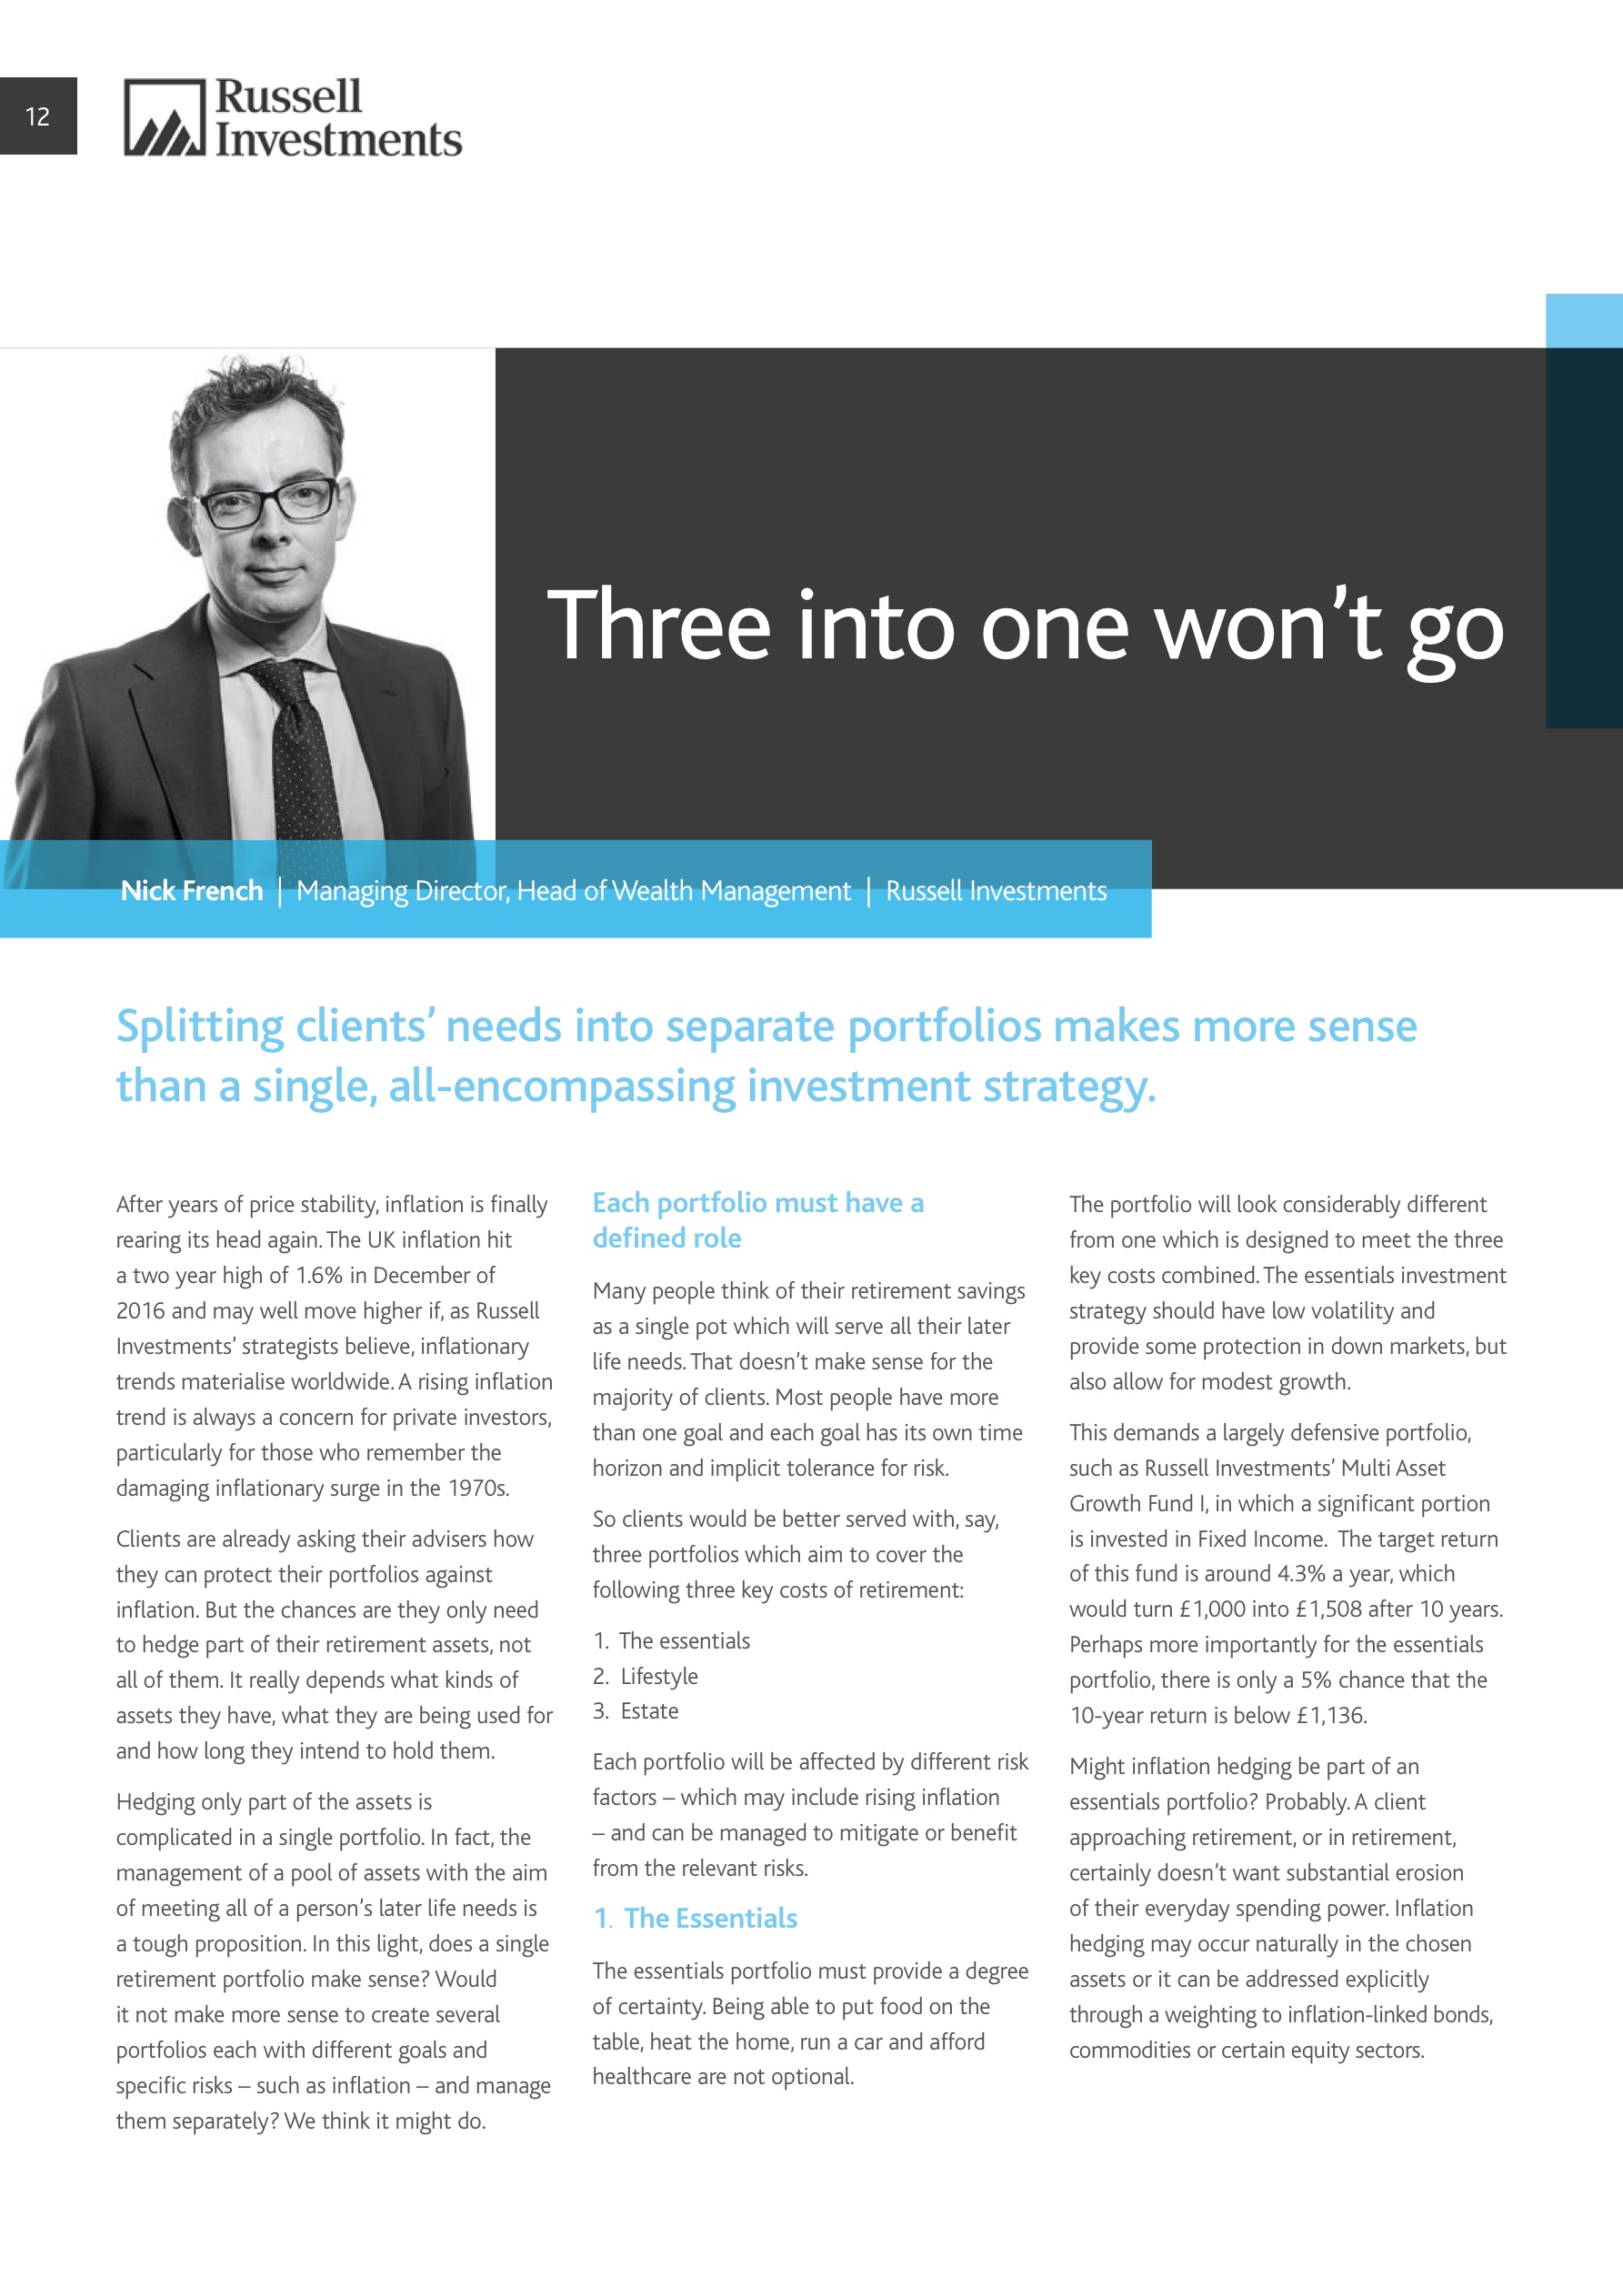 12
Russell
Investments
Three into one won’t go
Nick French | Managing Director, Head of Wealth Management | Russell Investments
Splitting clients’ needs into separate portfolios makes more sense
than a single, all-encompassing investment strategy.
After years of price stability, inflation is finally
rearing its head again. The UK inflation hit
a two year high of 1.6% in December of
2016 and may well move higher if, as Russell
Investments’ strategists believe, inflationary
trends materialise worldwide. A rising inflation
trend is always a concern for private investors,
particularly for those who remember the
damaging inflationary surge in the 1970s.
Clients are already asking their advisers how
they can protect their portfolios against
inflation. But the chances are they only need
to hedge part of their retirement assets, not
all of them. It really depends what kinds of
assets they have, what they are being used for
and how long they intend to hold them.
Hedging only part of the assets is
complicated in a single portfolio. In fact, the
management of a pool of assets with the aim
of meeting all of a person’s later life needs is
a tough proposition. In this light, does a single
retirement portfolio make sense? Would
it not make more sense to create several
portfolios each with different goals and
specific risks – such as inflation – and manage
them separately? We think it might do.
Each portfolio must have a
defined role
Many people think of their retirement savings
as a single pot which will serve all their later
life needs. That doesn’t make sense for the
majority of clients. Most people have more
than one goal and each goal has its own time
horizon and implicit tolerance for risk.
So clients would be better served with, say,
three portfolios which aim to cover the
following three key costs of retirement:
1. The essentials
2. Lifestyle
3. Estate
Each portfolio will be affected by different risk
factors – which may include rising inflation
– and can be managed to mitigate or benefit
from the relevant risks.
1. The Essentials
The essentials portfolio must provide a degree
of certainty. Being able to put food on the
table, heat the home, run a car and afford
healthcare are not optional.
The portfolio will look considerably different
from one which is designed to meet the three
key costs combined. The essentials investment
strategy should have low volatility and
provide some protection in down markets, but
also allow for modest growth.
This demands a largely defensive portfolio,
such as Russell Investments’ Multi Asset
Growth Fund I, in which a significant portion
is invested in Fixed Income. The target return
of this fund is around 4.3% a year, which
would turn £1,000 into £1,508 after 10 years.
Perhaps more importantly for the essentials
portfolio, there is only a 5% chance that the
10-year return is below £1,136.
Might inflation hedging be part of an
essentials portfolio? Probably. A client
approaching retirement, or in retirement,
certainly doesn’t want substantial erosion
of their everyday spending power. Inflation
hedging may occur naturally in the chosen
assets or it can be addressed explicitly
through a weighting to inflation-linked bonds,
commodities or certain equity sectors.